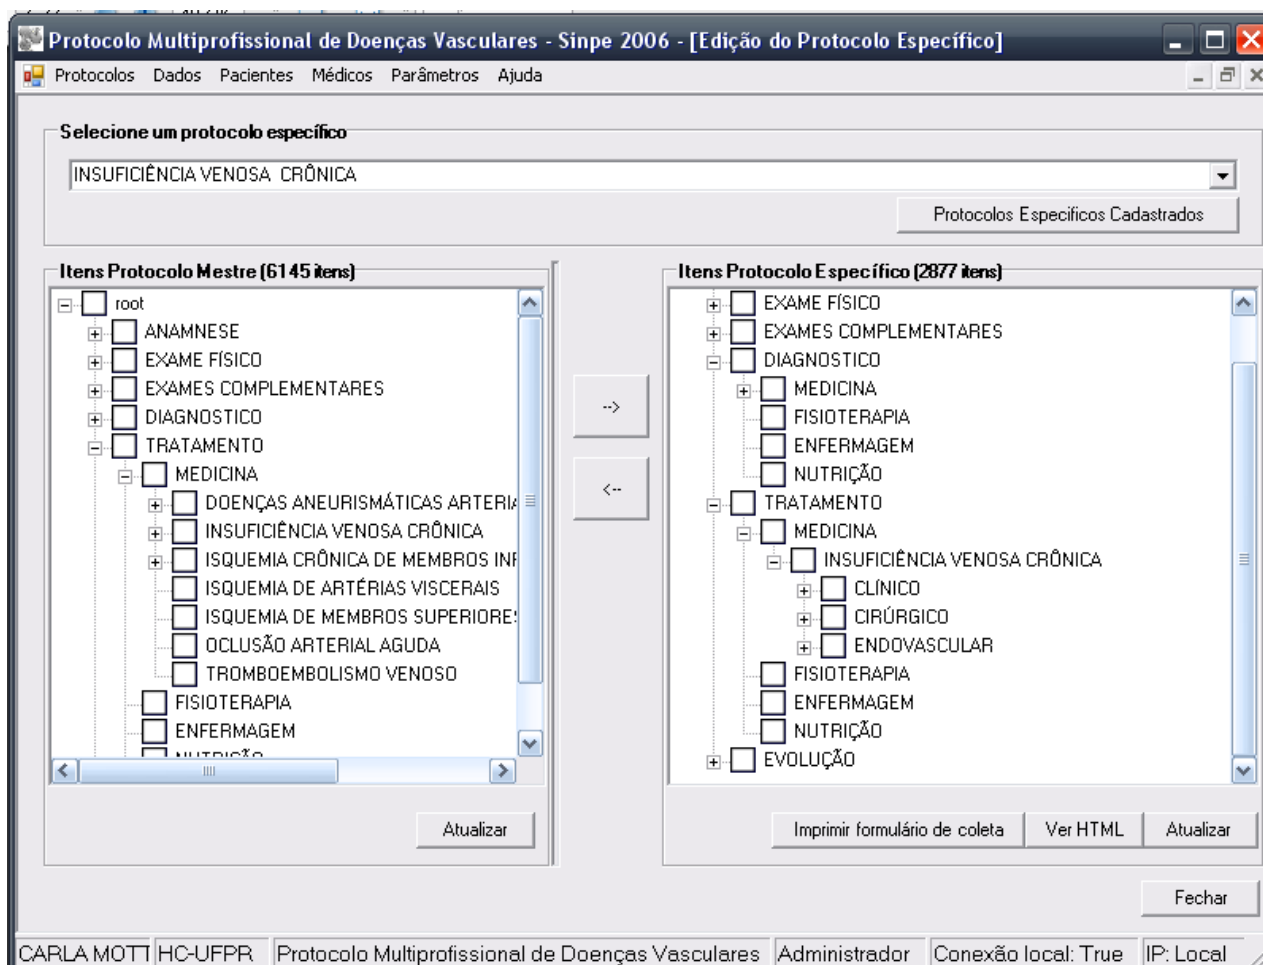 Protocolo Multiprofissional de Doenças Vasculares - Sinpe 2006 - [Edição do Protocolo Específico]
Protocolos Dados Pacientes Médicos Parâmetros Ajuda
Selecione um protocolo específico
INSUFICIÊNCIA VENOSA CRÔNICA
Protocolos Especificos Cadastrados
Itens Protocolo Mestre (6145 itens)
root
ANAMNESE
EXAME FÍSICO
EXAMES COMPLEMENTARES
DIAGNOSTICO
TRATAMENTO
MEDICINA
DOENÇAS ANEURISMÁTICAS ARTERIA
INSUFICIÊNCIA VENOSA CRÔNICA
ISQUEMIA CRÔNICA DE MEMBROS INF
ISQUEMIA DE ARTÉRIAS VISCERAIS
ISQUEMIA DE MEMBROS SUPERIORES
OCLUSÃO ARTERIAL AGUDA
TROMBOEMBOLISMO VENOSO
FISIOTERAPIA
ENFERMAGEM
NUTRIÇÃO
Atualizar
-->
<--
Itens Protocolo Específico (2877 itens)
EXAME FÍSICO
EXAMES COMPLEMENTARES
DIAGNOSTICO
MEDICINA
FISIOTERAPIA
ENFERMAGEM
NUTRIÇÃO
TRATAMENTO
MEDICINA
INSUFICIÊNCIA VENOSA CRÔNICA
CLÍNICO
CIRÚRGICO
ENDOVASCULAR
FISIOTERAPIA
ENFERMAGEM
NUTRIÇÃO
EVOLUÇÃO
Imprimir formulário de coleta Ver HTML Atualizar
Fechar
CARLA MOTT HC-UFPR Protocolo Multiprofissional de Doenças Vasculares Administrador Conexão local: True IP: Local